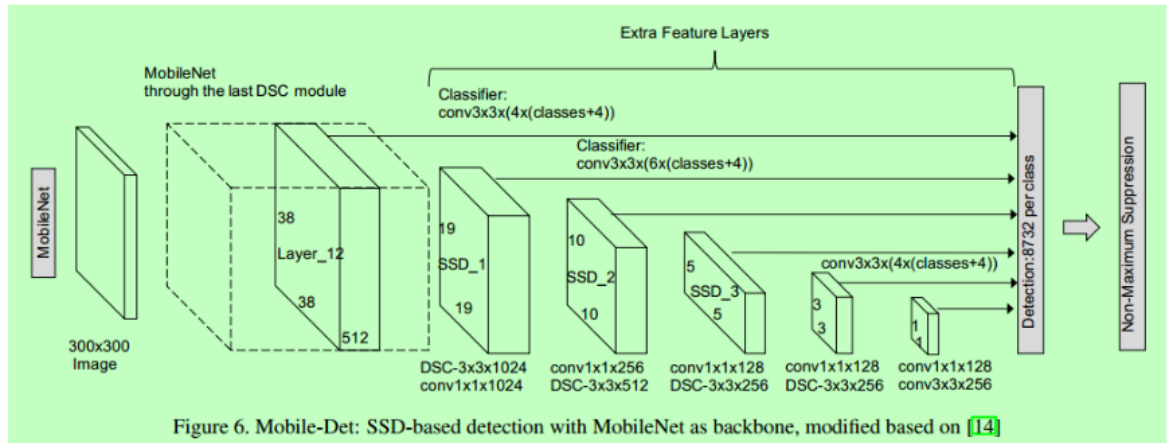 Extra Feature Layers
MobileNet
through the last DSC module
Classifier:
conv3x3x(4x(classes+4))
Classifier:
conv3x3x(6x(classes+4))
MobileNet
300x300
Image
38
Layer_12
38
512
19
SSD_1
19
10
SSD_2
10
5
SSD_3
5
conv3x3x(4x(classes+4))
3
3
1
1
Detection:8732 per class
Non-Maximum Suppression
DSC-3x3x1024
conv1x1x1024
conv1x1x256
DSC-3x3x512
conv1x1x128
DSC-3x3x256
conv1x1x128
DSC-3x3x256
conv1x1x128
conv3x3x256
Figure 6. Mobile-Det: SSD-based detection with MobileNet as backbone, modified based on [14]